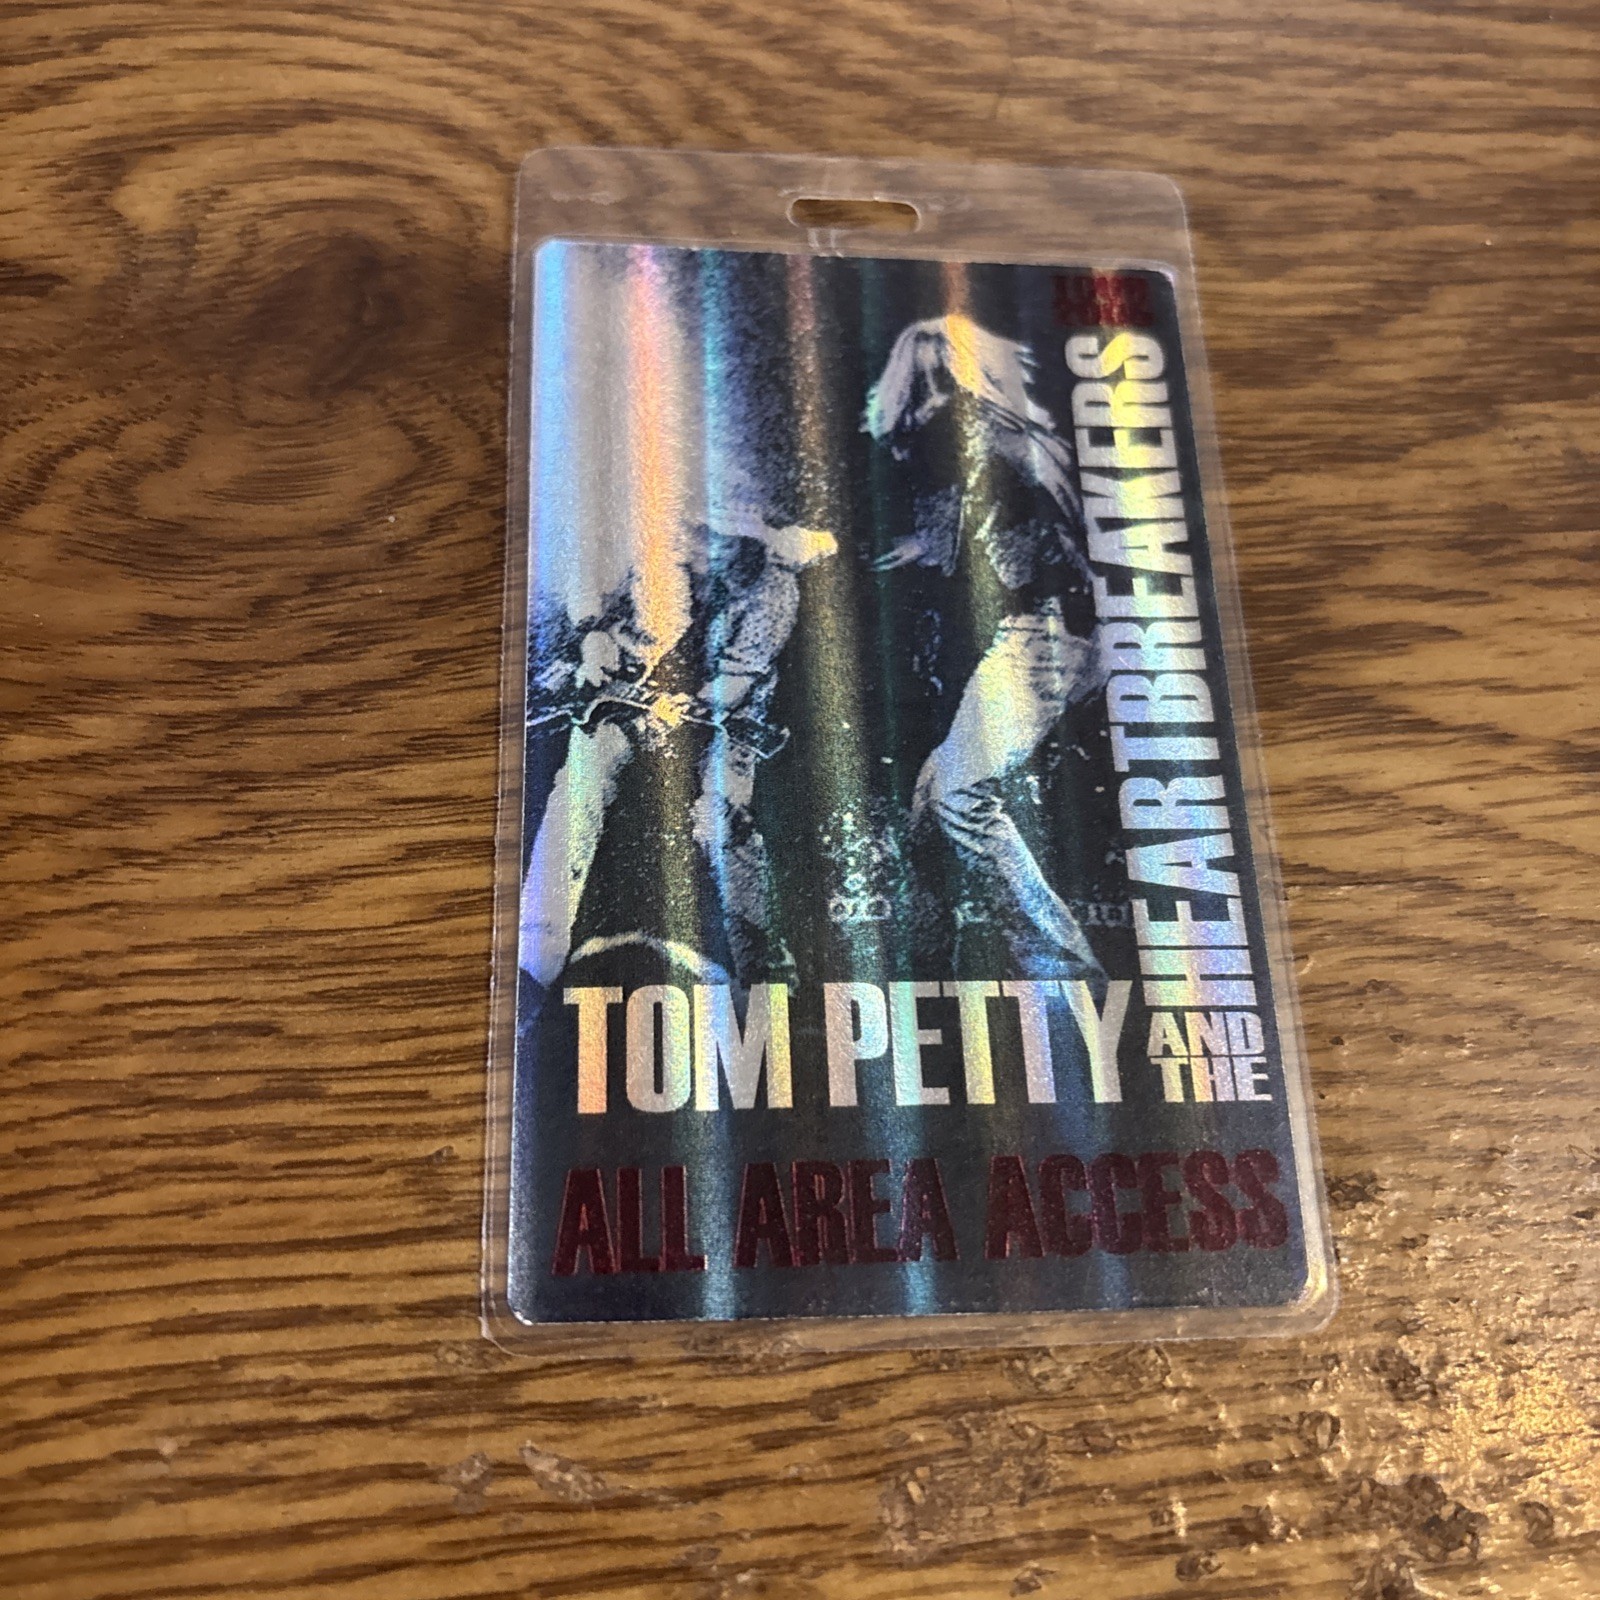 TOM PETTY
AND
THE
HEARTBREAKERS
ALL AREA ACCESS